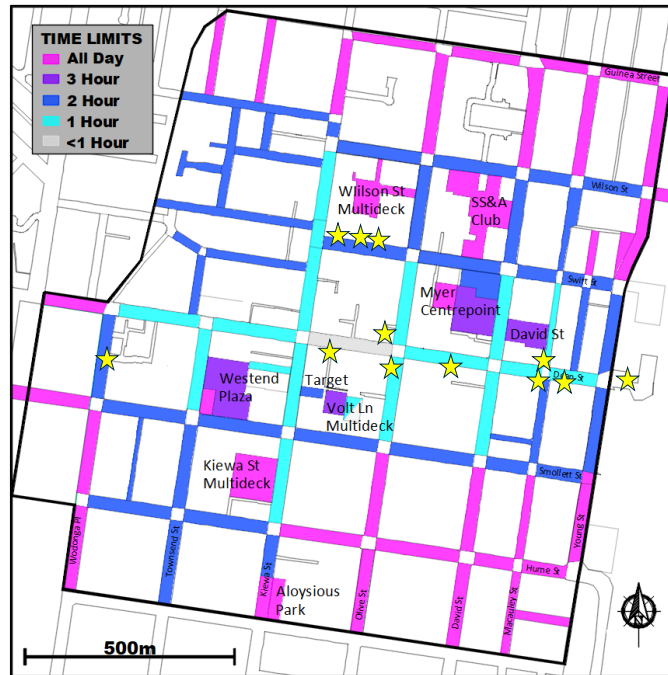 TIME LIMITS
All Day
3 Hour
2 Hour
1 Hour
<1 Hour
Guinea Street
Wilson St
WIilson St
Multideck
SS&A
Club
Swift St
Myer
Centrepoint
David St
Dean St
Westend
Plaza
Target
Volt Ln
Multideck
Smollett St
Kiewa St
Multideck
Wodonga Pl
Townsend St
Kiewa St
Aloysious
Park
Olive St
David St
Macauley St
Hume St
Young St
500m